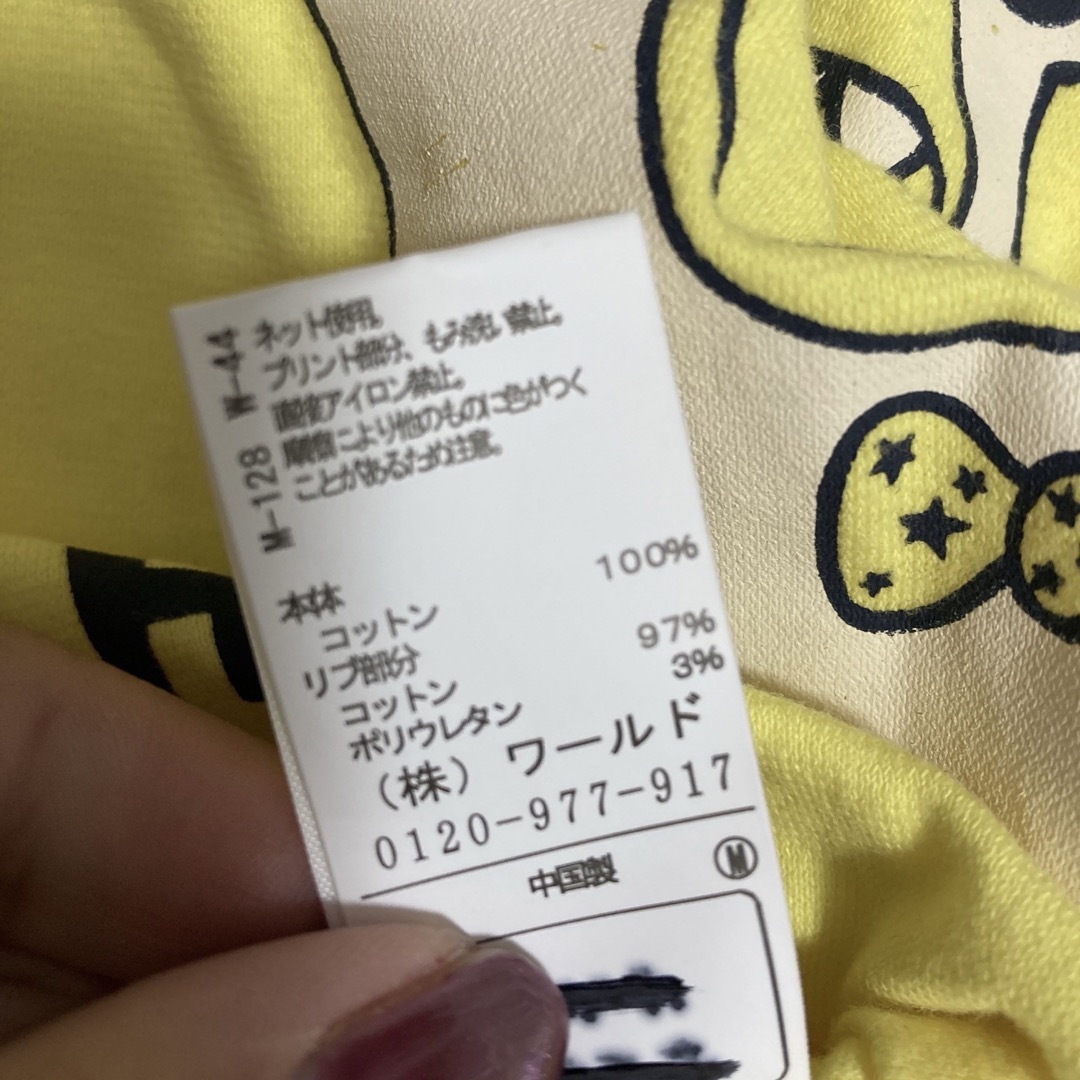 W-44
M-128
ネット使用。
プリント部分、もみ洗い禁止。
直接アイロン禁止。
摩擦により他のものに色がつく
ことがあるため注意。
本体
コットン 100%
リブ部分
コットン 97%
ポリウレタン 3%
(株) ワールド
0120-977-917
中国製 M